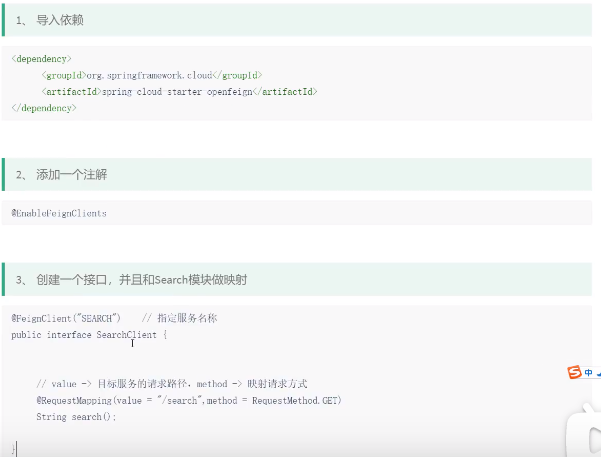 1、 导入依赖
<dependency>
<groupId>org.springframework.cloud</groupId>
<artifactId>spring-cloud-starter-openfeign</artifactId>
</dependency>
2、 添加一个注解
@EnableFeignClients
3、 创建一个接口，并且和Search模块做映射
@FeignClient("SEARCH") // 指定服务名称
public interface SearchClient {
// value -> 目标服务的请求路径，method -> 映射请求方式
@RequestMapping(value = "/search",method = RequestMethod.GET)
String search();
}
中